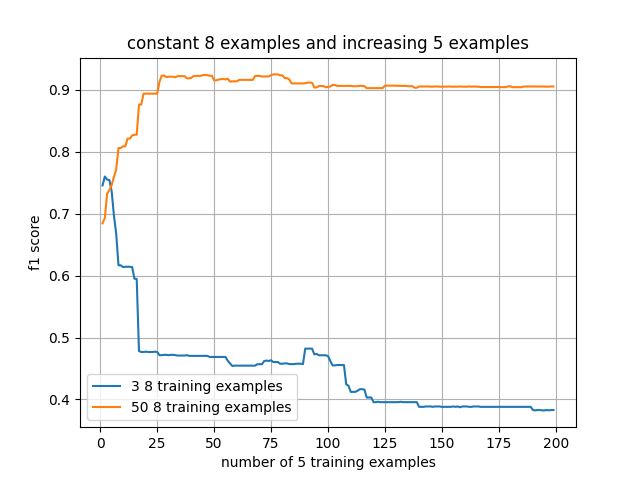 constant 8 examples and increasing 5 examples
f1 score
0.9
0.8
0.7
0.6
0.5
0.4
3 8 training examples
50 8 training examples
0 25 50 75 100 125 150 175 200
number of 5 training examples